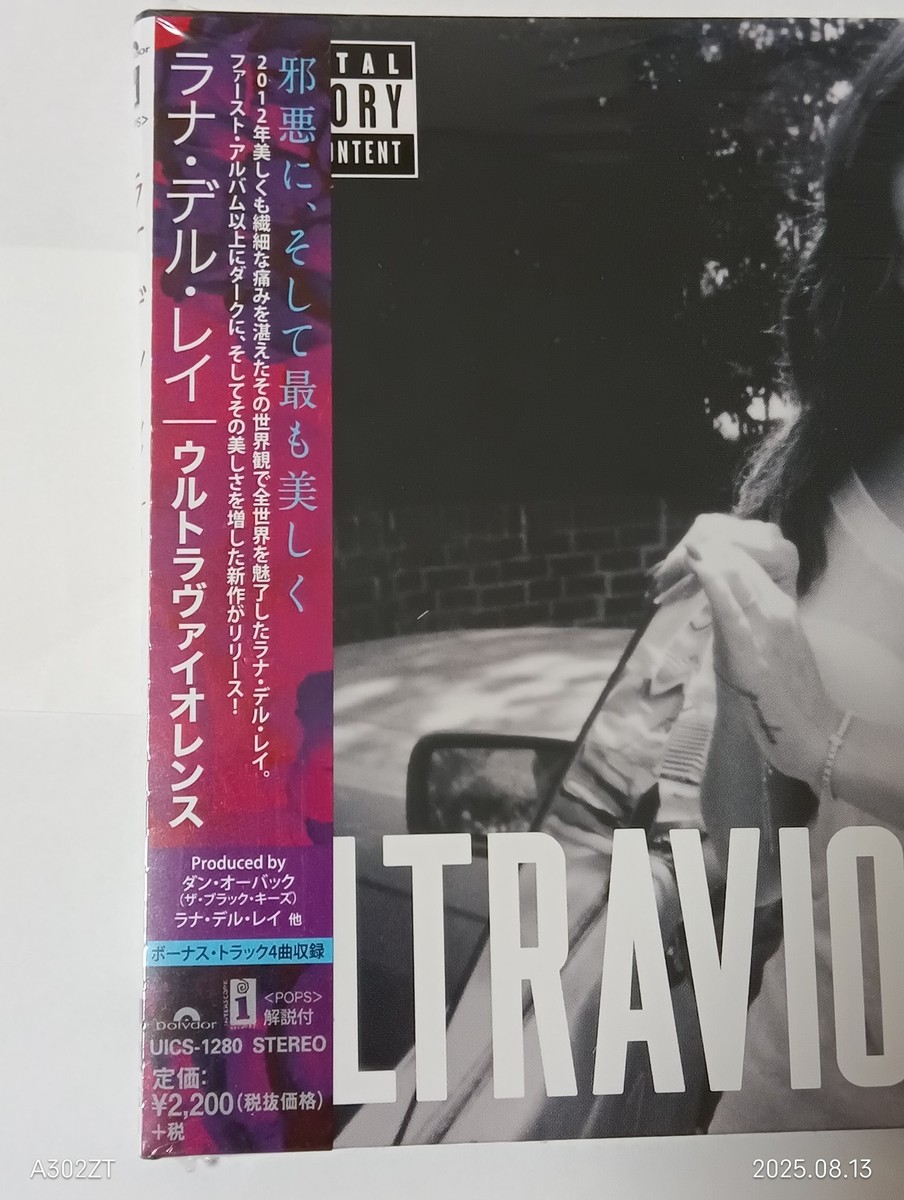 邪悪に、そして最も美しく
2012年美しくも繊細な痛みを湛えたその世界観で全世界を魅了したラナ・デル・レイ。
ファースト・アルバム以上にダークに、そしてその美しさを増した新作がリリース！
ラナ・デル・レイ｜ウルトラヴァイオレンス
Produced by
ダン・オーバック
(ザ・ブラック・キーズ)
ラナ・デル・レイ 他
ボーナス・トラック4曲収録
polydor
INTERSCOPE
<POPS>
解説付
UICS-1280 STEREO
定価:
¥2,200(税抜価格)
+税
TAL
ORY
ONTENT
LTRAVIO
A302ZT
2025.08.13